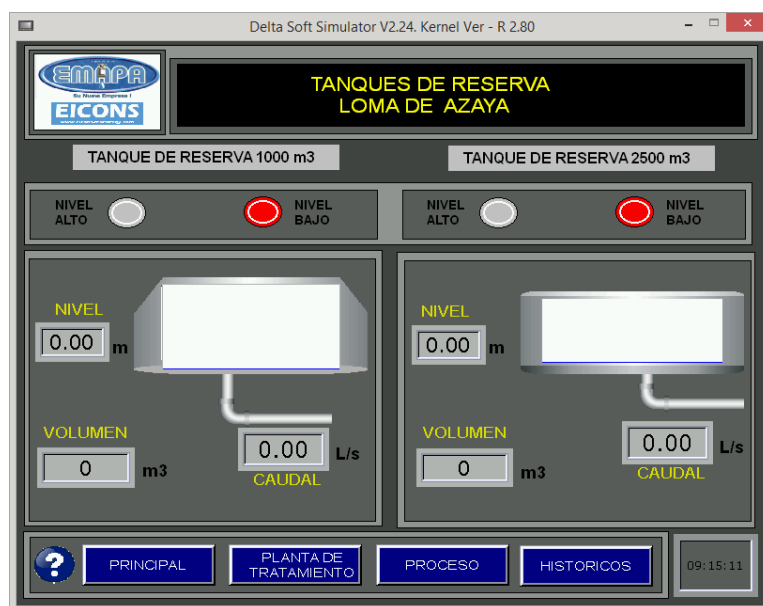 Delta Soft Simulator V2.24. Kernel Ver - R 2.80
EMAPA
Su Nueva Empresa !
EICONS
TANQUES DE RESERVA
LOMA DE AZAYA
TANQUE DE RESERVA 1000 m3
TANQUE DE RESERVA 2500 m3
NIVEL
ALTO
NIVEL
BAJO
NIVEL
ALTO
NIVEL
BAJO
NIVEL
0.00 m
VOLUMEN
0 m3
0.00 L/s
CAUDAL
NIVEL
0.00 m
VOLUMEN
0 m3
0.00 L/s
CAUDAL
?
PRINCIPAL
PLANTA DE
TRATAMIENTO
PROCESO
HISTORICOS
09:15:11